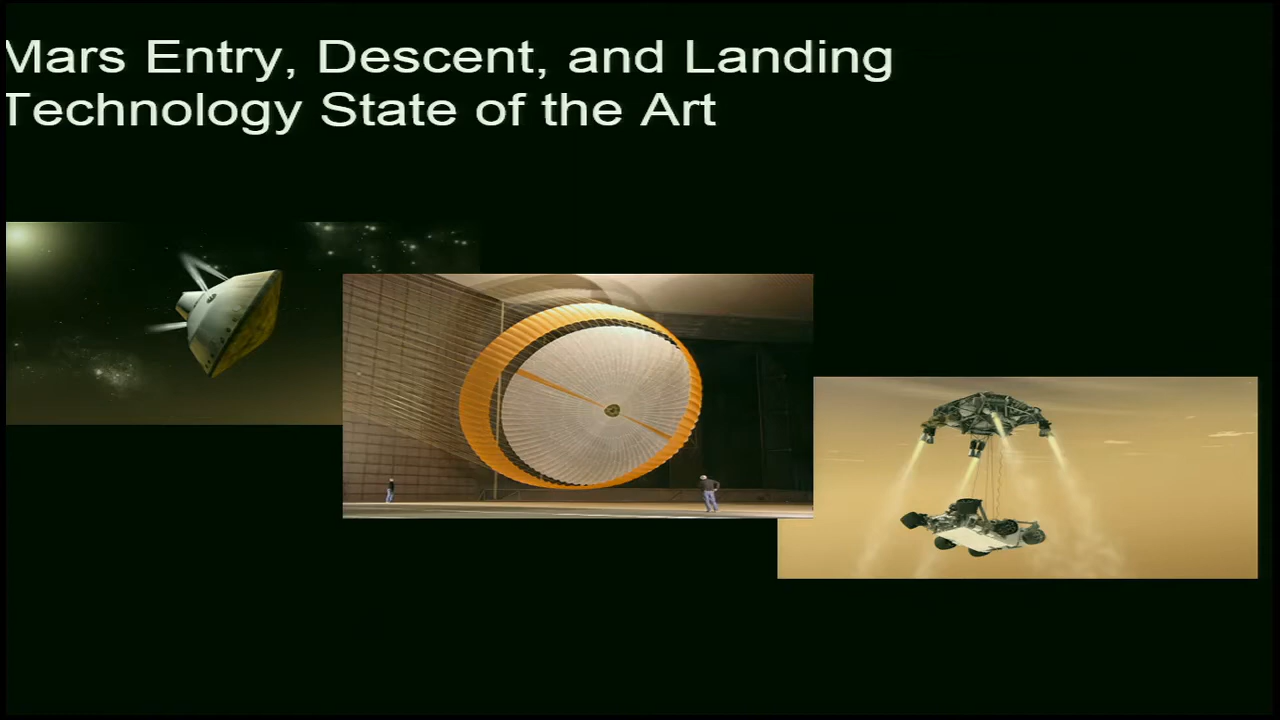 Mars Entry, Descent, and Landing
Technology State of the Art